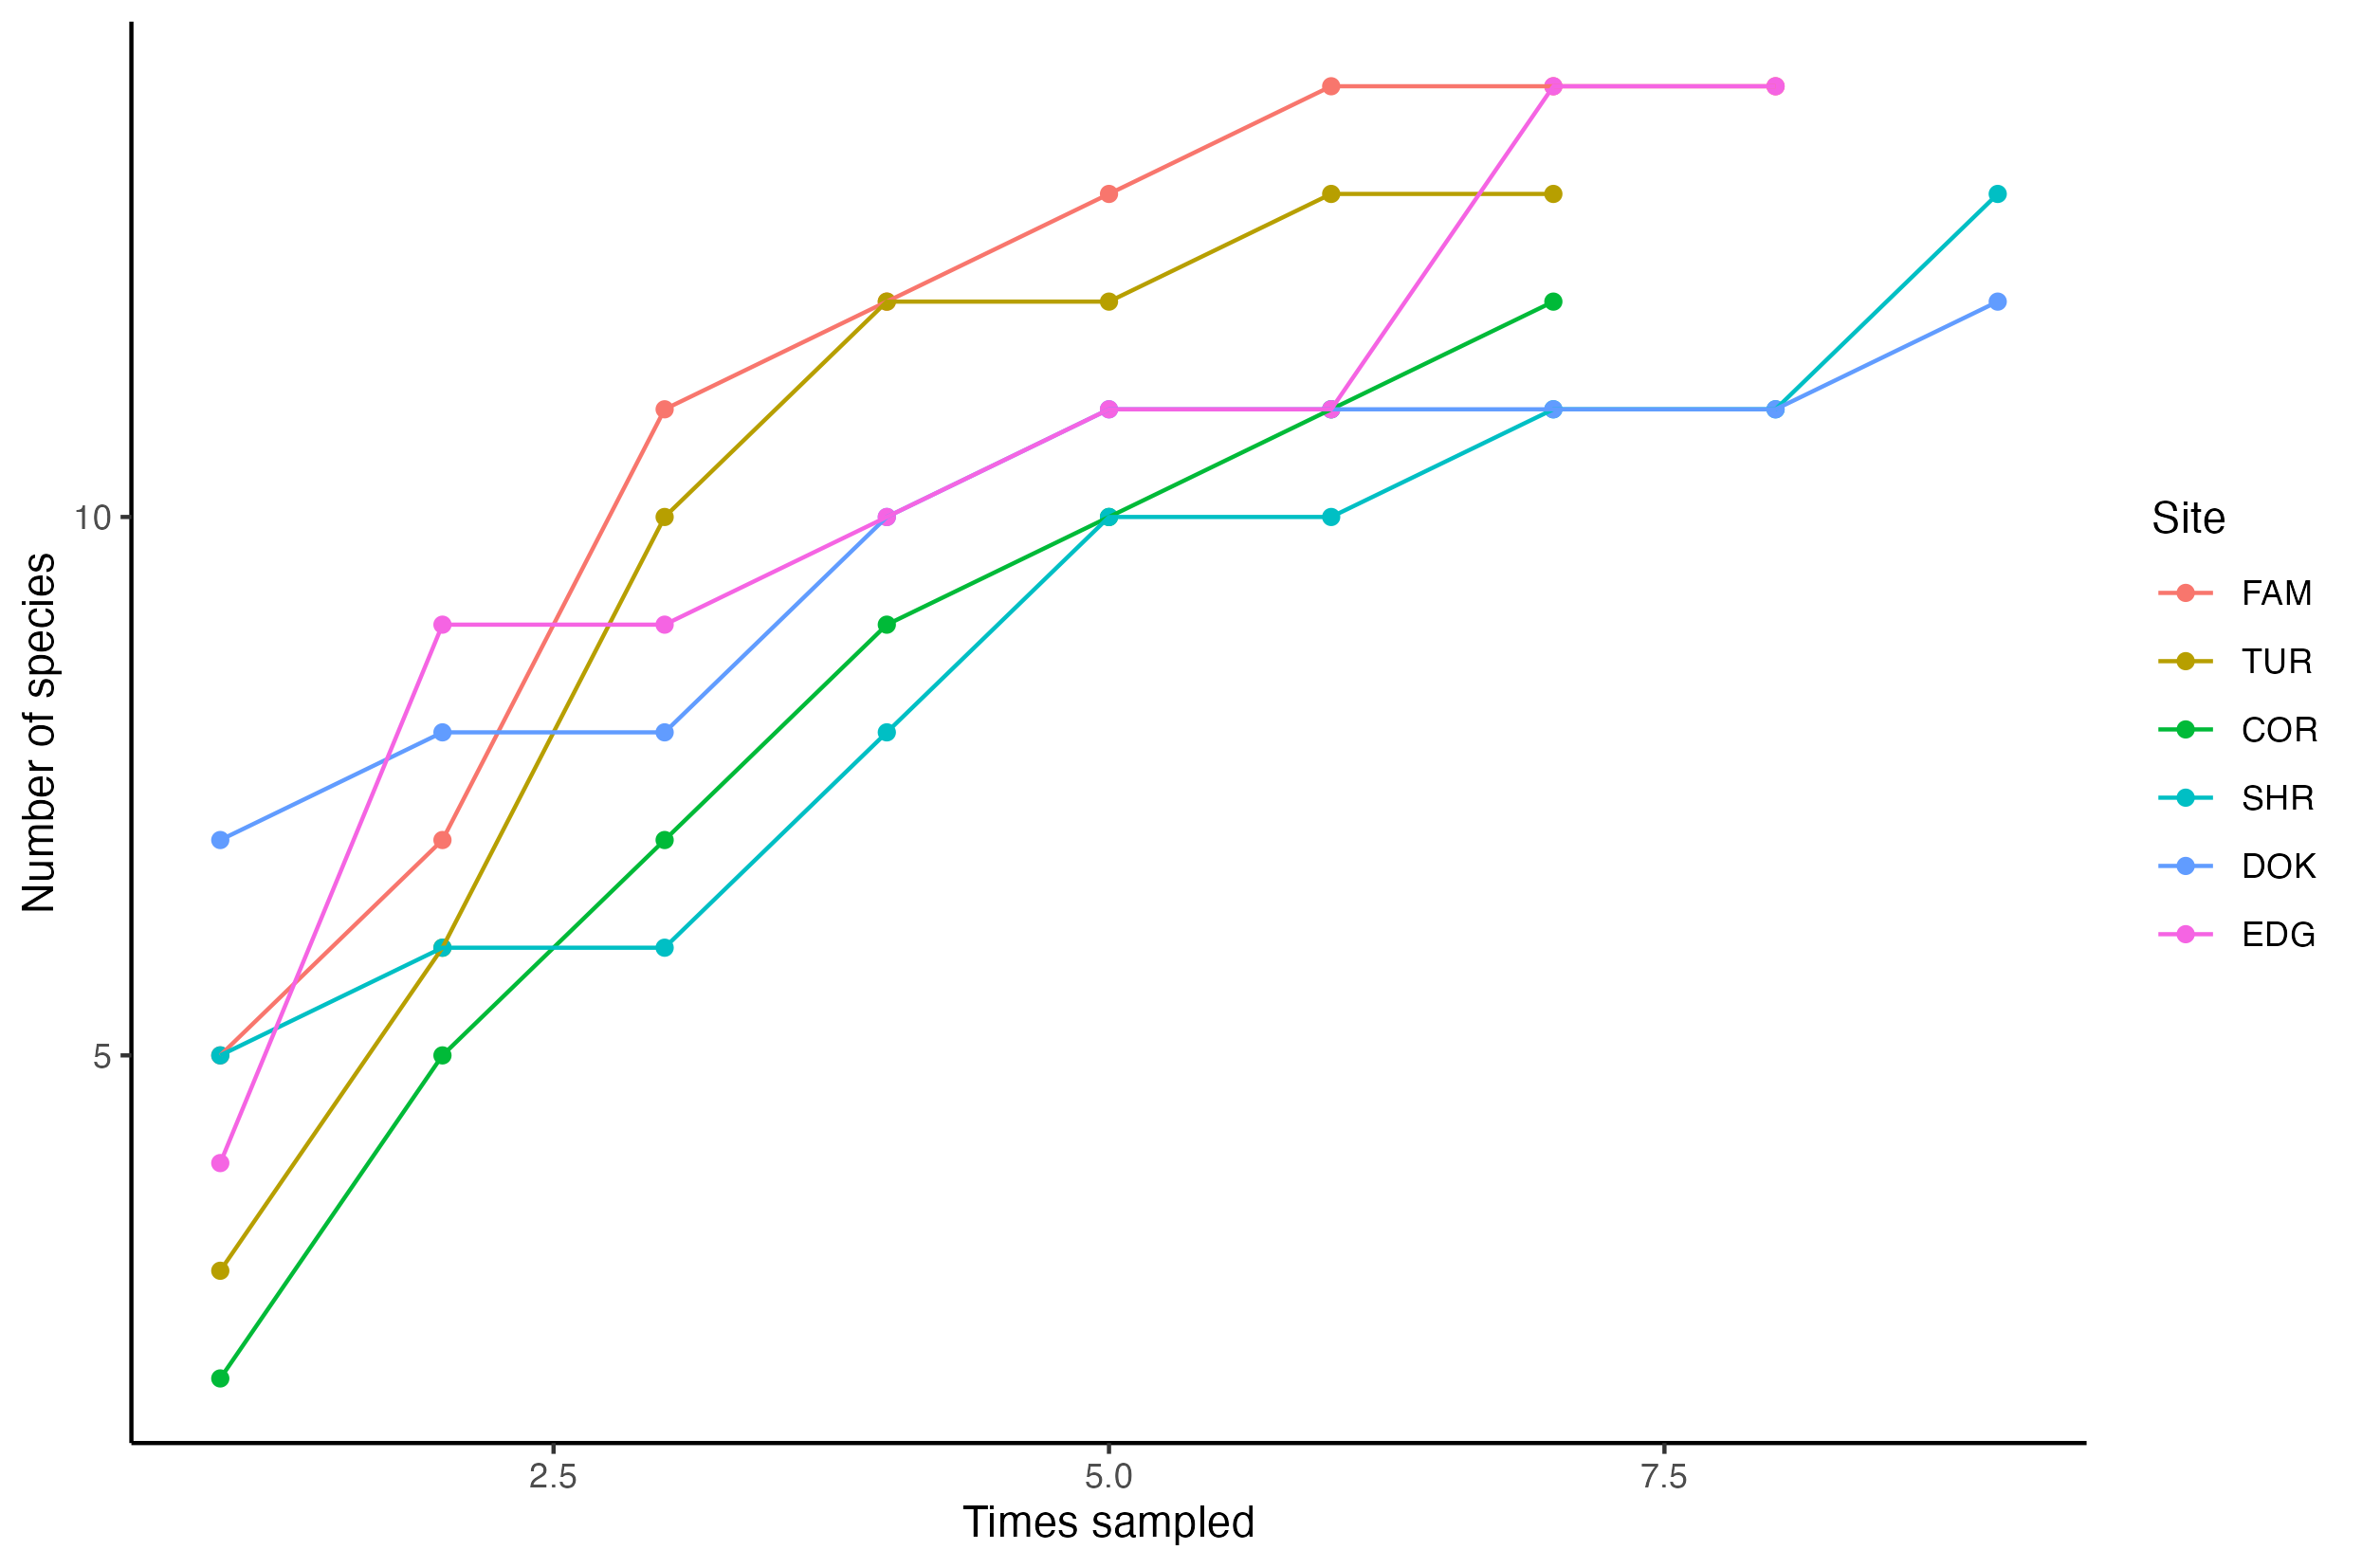 Number of species
10
5
2.5
5.0
7.5
Times sampled
Site
FAM
TUR
COR
SHR
DOK
EDG